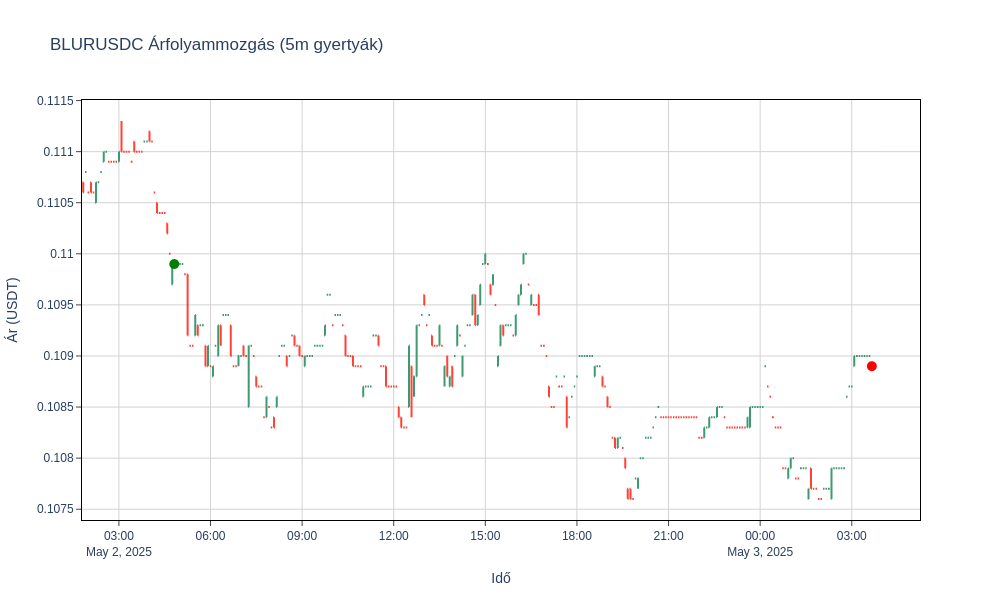 BLURUSDC Árfolyammozgás (5m gyertyák)
0.1115
0.111
0.1105
0.11
0.1095
0.109
0.1085
0.108
0.1075
Ár (USDT)
03:00 06:00 09:00 12:00 15:00 18:00 21:00 00:00 03:00
May 2, 2025 May 3, 2025
Idő